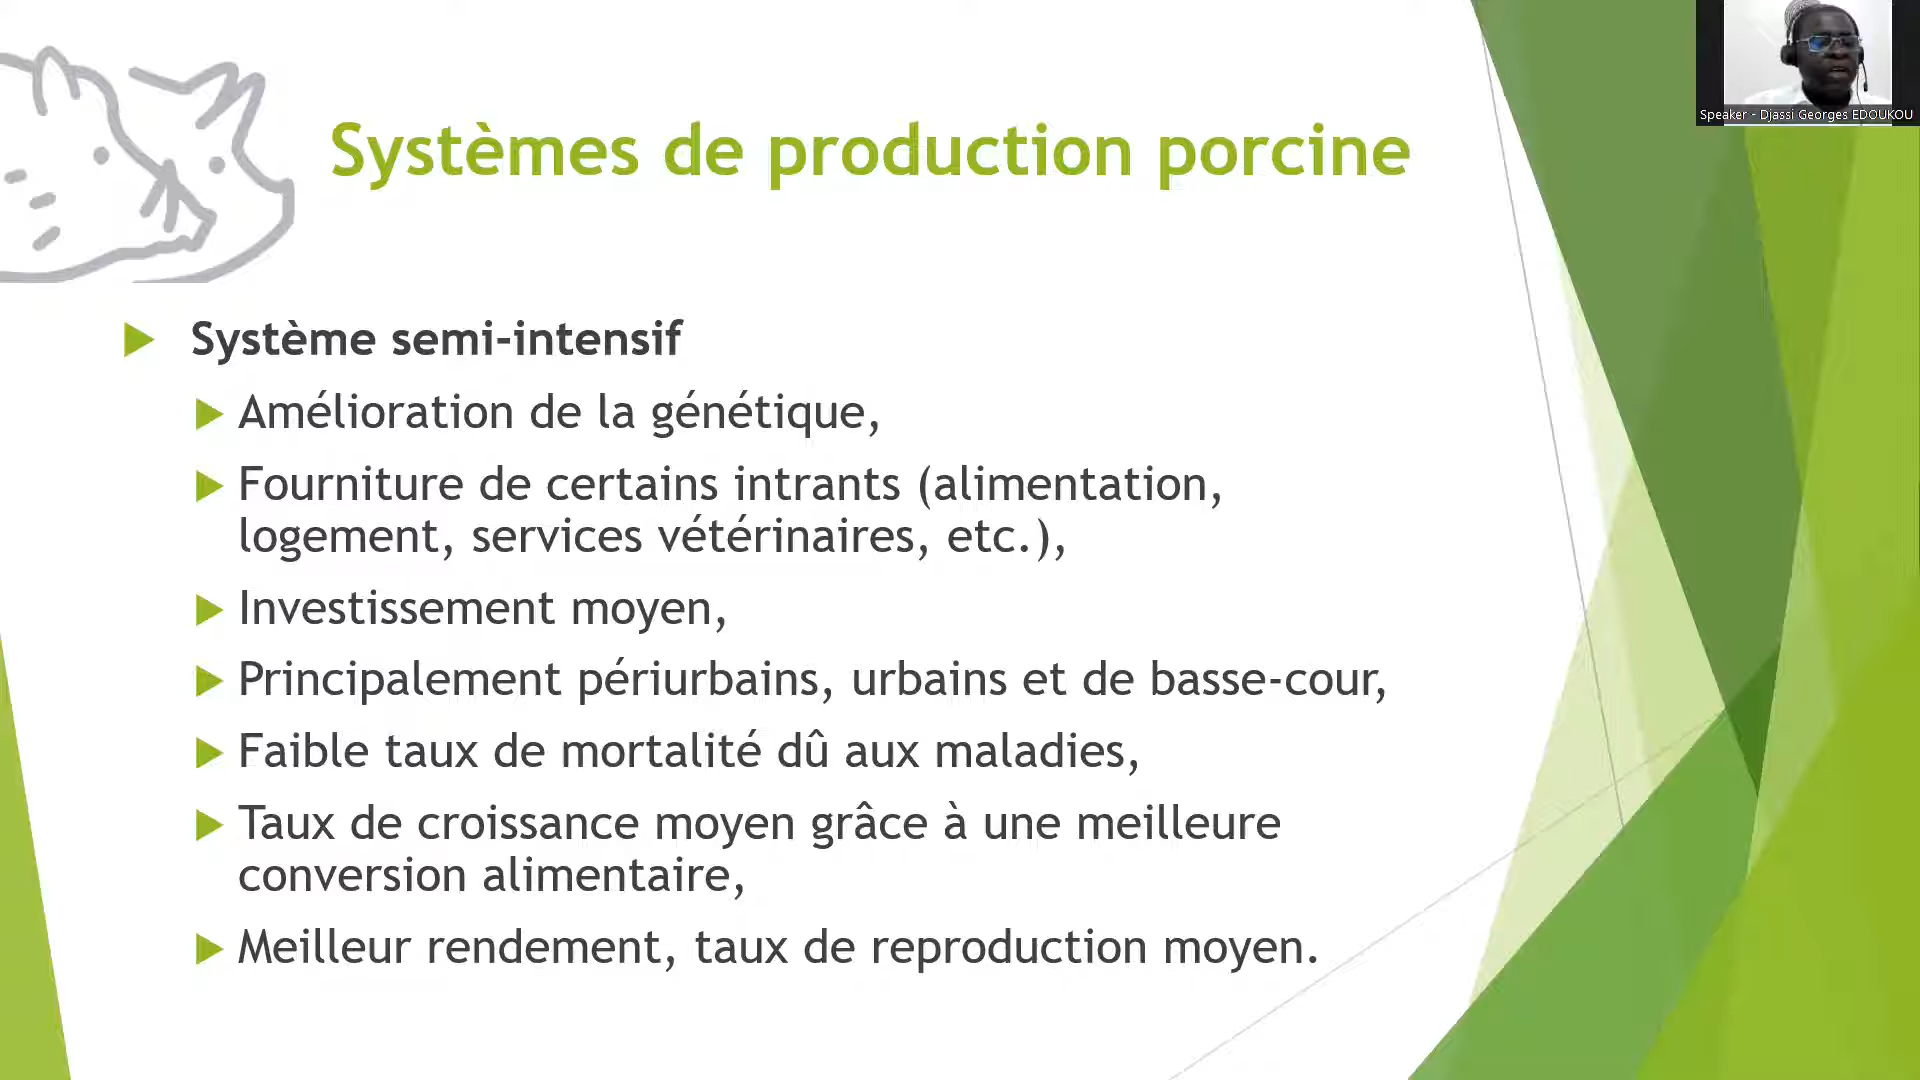 Speaker - Djassi Georges EDOUKOU
Systèmes de production porcine
Système semi-intensif
Amélioration de la génétique,
Fourniture de certains intrants (alimentation,
logement, services vétérinaires, etc.),
Investissement moyen,
Principalement périurbains, urbains et de basse-cour,
Faible taux de mortalité dû aux maladies,
Taux de croissance moyen grâce à une meilleure
conversion alimentaire,
Meilleur rendement, taux de reproduction moyen.